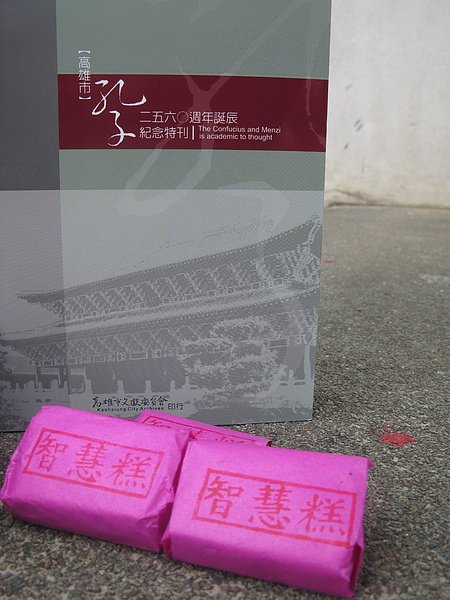 【高雄市】
孔子
二五六〇週年誕辰
紀念特刊
The Confucius and Menzi
is academic to thought
高雄市文獻委員會 印行
Kaohsiung City Archives
智慧糕
智慧糕